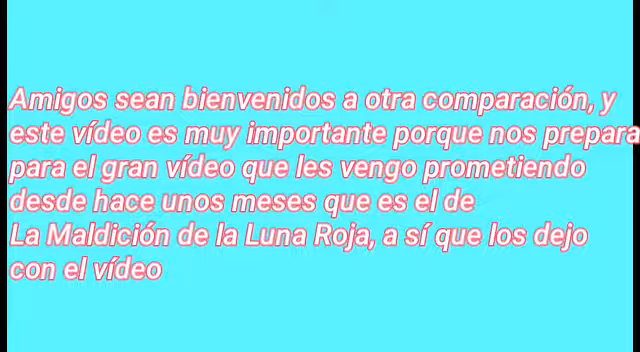 Amigos sean bienvenidos a otra comparación, y
este vídeo es muy importante porque nos prepara
para el gran vídeo que les vengo prometiendo
desde hace unos meses que es el de
La Maldición de la Luna Roja, a sí que los dejo
con el vídeo